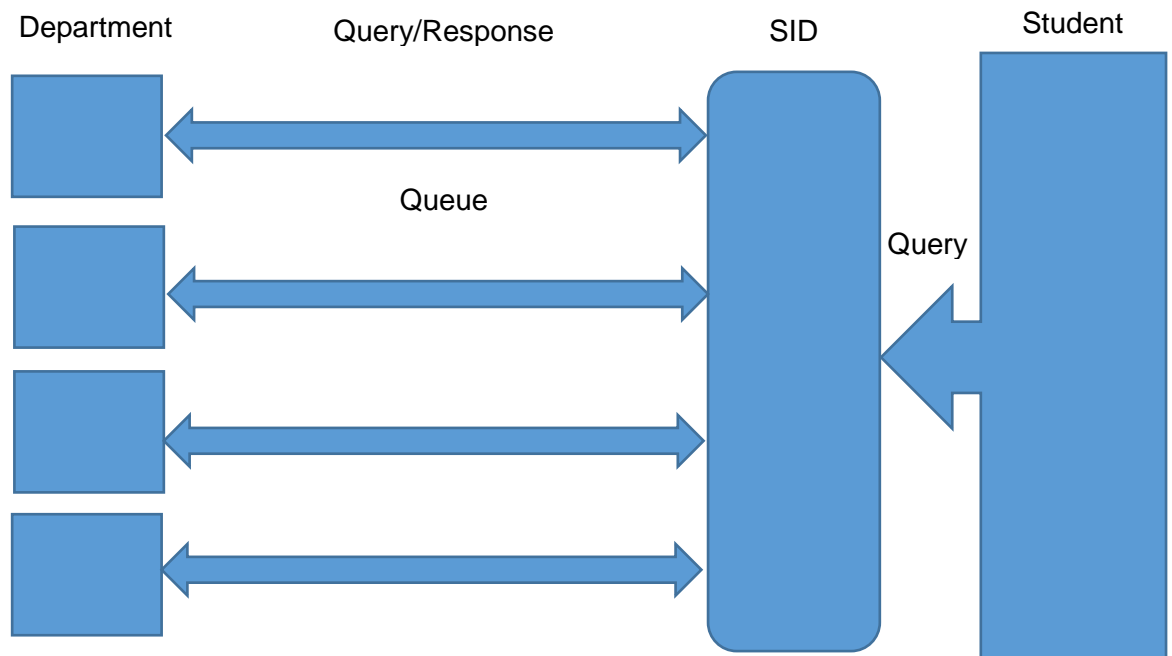 Department
Query/Response
SID
Student
Queue
Query